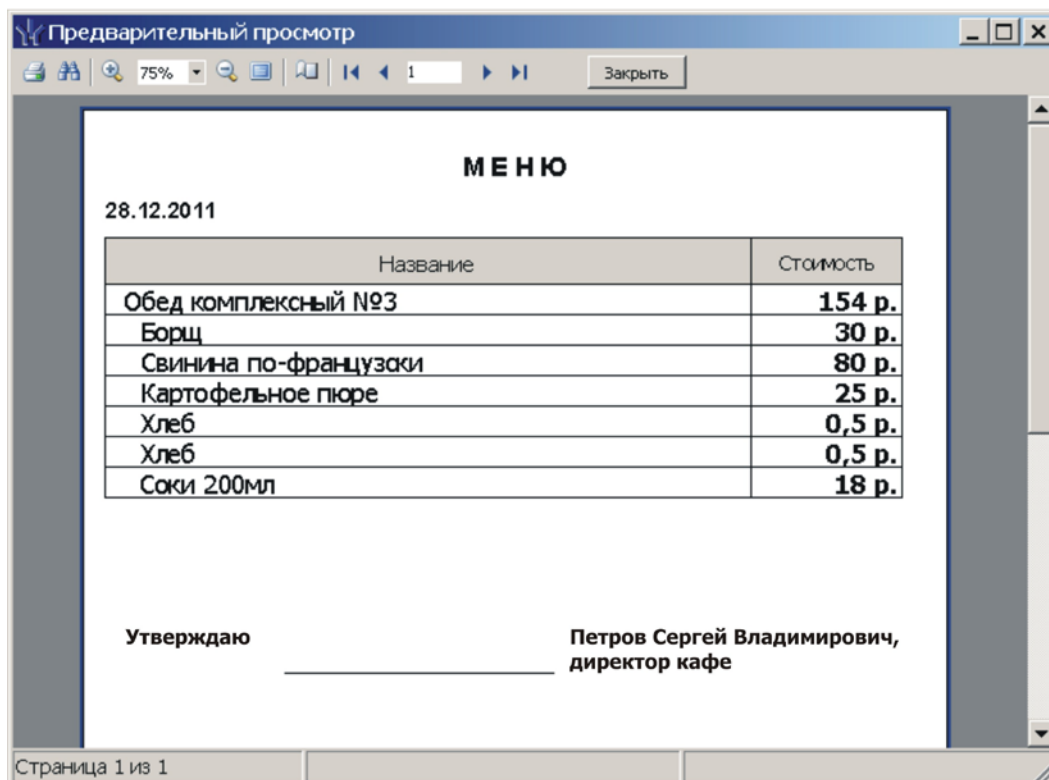 Предварительный просмотр
75% 1 Закрыть
МЕНЮ
28.12.2011
Название Стоимость
Обед комплексный №3 154 р.
Борщ 30 р.
Свинина по-французски 80 р.
Картофельное пюре 25 р.
Хлеб 0,5 р.
Хлеб 0,5 р.
Соки 200мл 18 р.
Утверждаю Петров Сергей Владимирович,
директор кафе
Страница 1 из 1